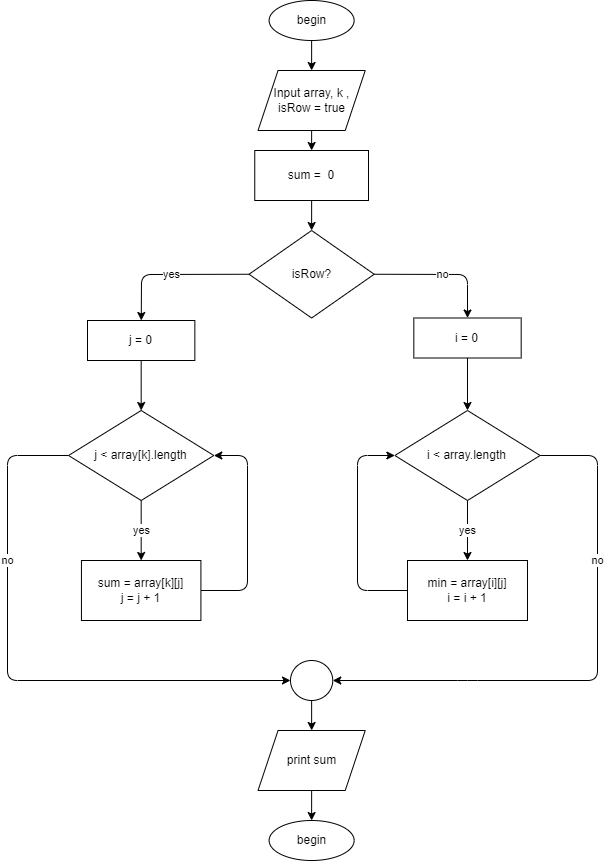 begin
Input array, k ,
isRow = true
sum = 0
isRow?
yes
no
j = 0
i = 0
j < array[k].length
i < array.length
yes
yes
no
no
sum = array[k][j]
j = j + 1
min = array[i][j]
i = i + 1
print sum
begin